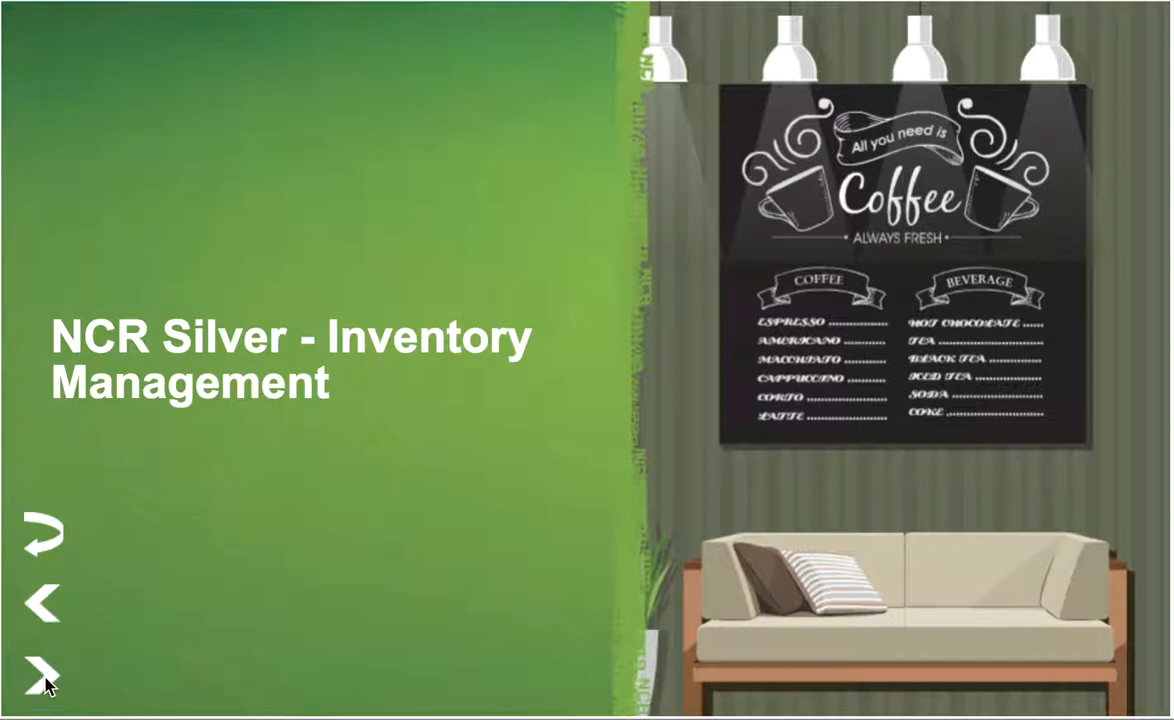 NCR Silver - Inventory
Management
All you need is
Coffee
ALWAYS FRESH
COFFEE
ESPRESSO
AMERICANO
MACCHIATO
CAPPUCCINO
CORTO
LATTE
BEVERAGE
HOT CHOCOLATE
TEA
BLACK TEA
ICED TEA
SODA
COKE